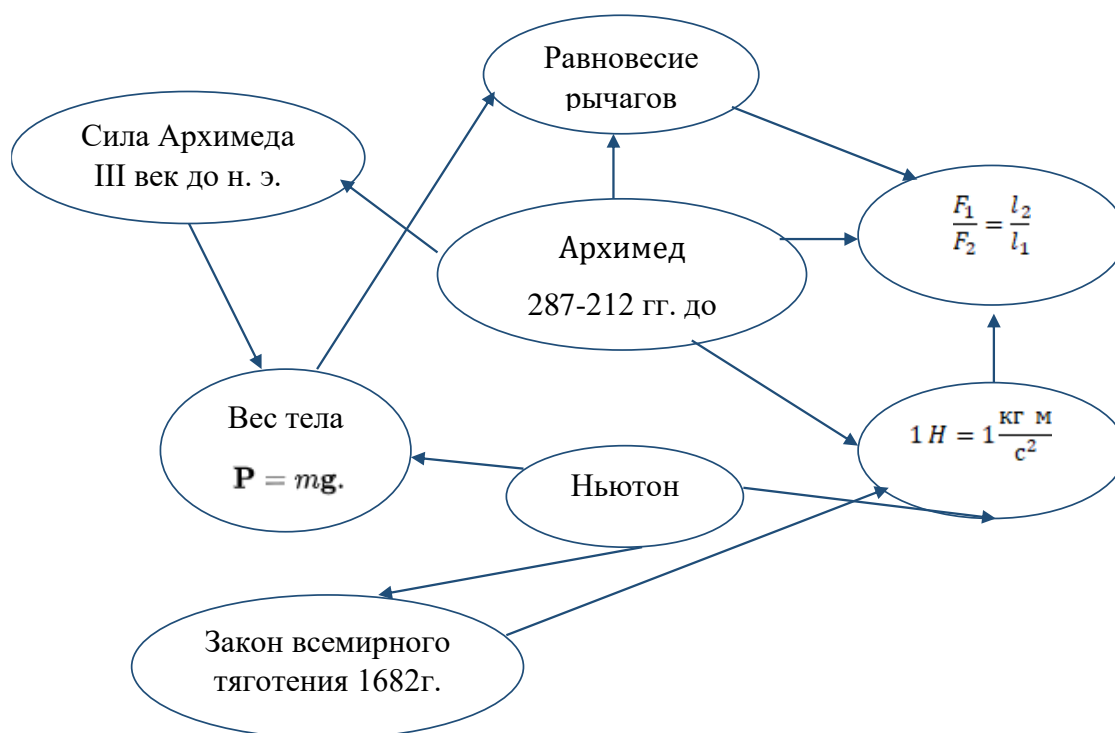 Равновесие
рычагов
Сила Архимеда
III век до н. э.
F₁/F₂ = l₂/l₁
Архимед
287-212 гг. до
Вес тела
P = mg.
1 Н = 1 кг м/с²
Ньютон
Закон всемирного
тяготения 1682г.